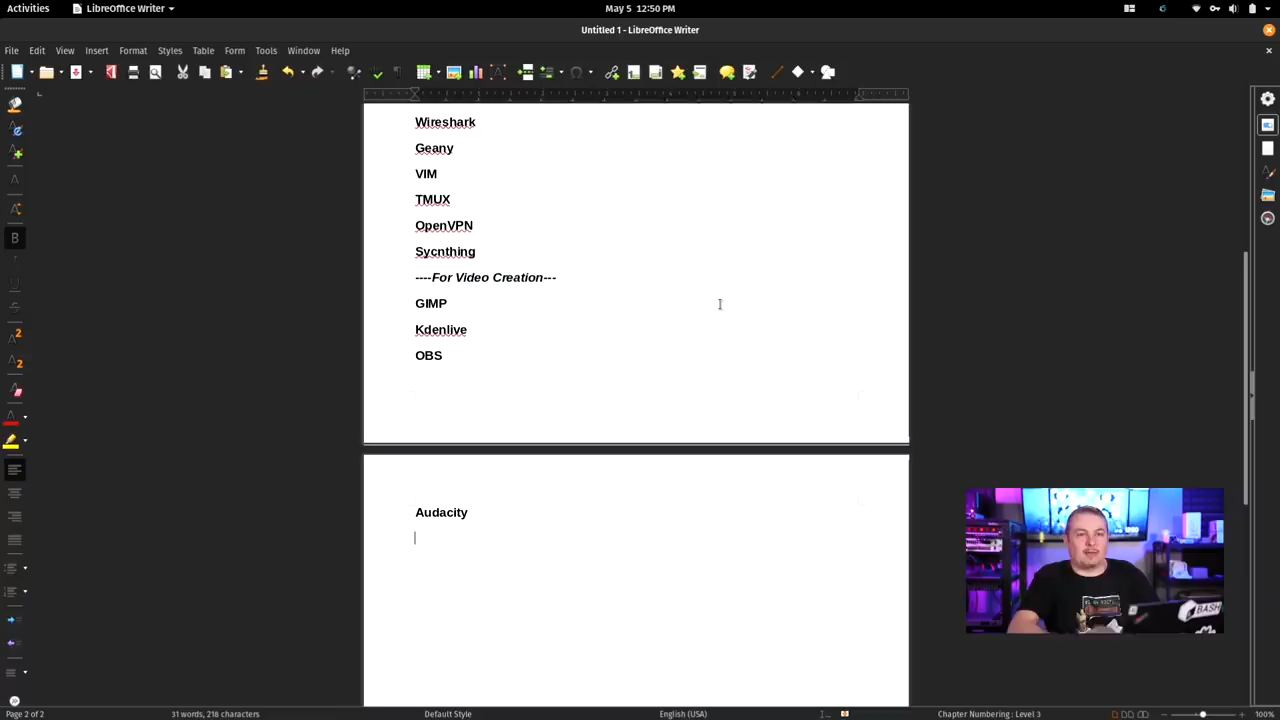 Activities LibreOffice Writer May 5 12:50 PM
Untitled 1 - LibreOffice Writer
File Edit View Insert Format Styles Table Form Tools Window Help
Wireshark
Geany
VIM
TMUX
OpenVPN
Sycnthing
----For Video Creation---
GIMP
Kdenlive
OBS
Audacity
BASH
Page 2 of 2 31 words, 218 characters Default Style English (USA) Chapter Numbering : Level 3 100%